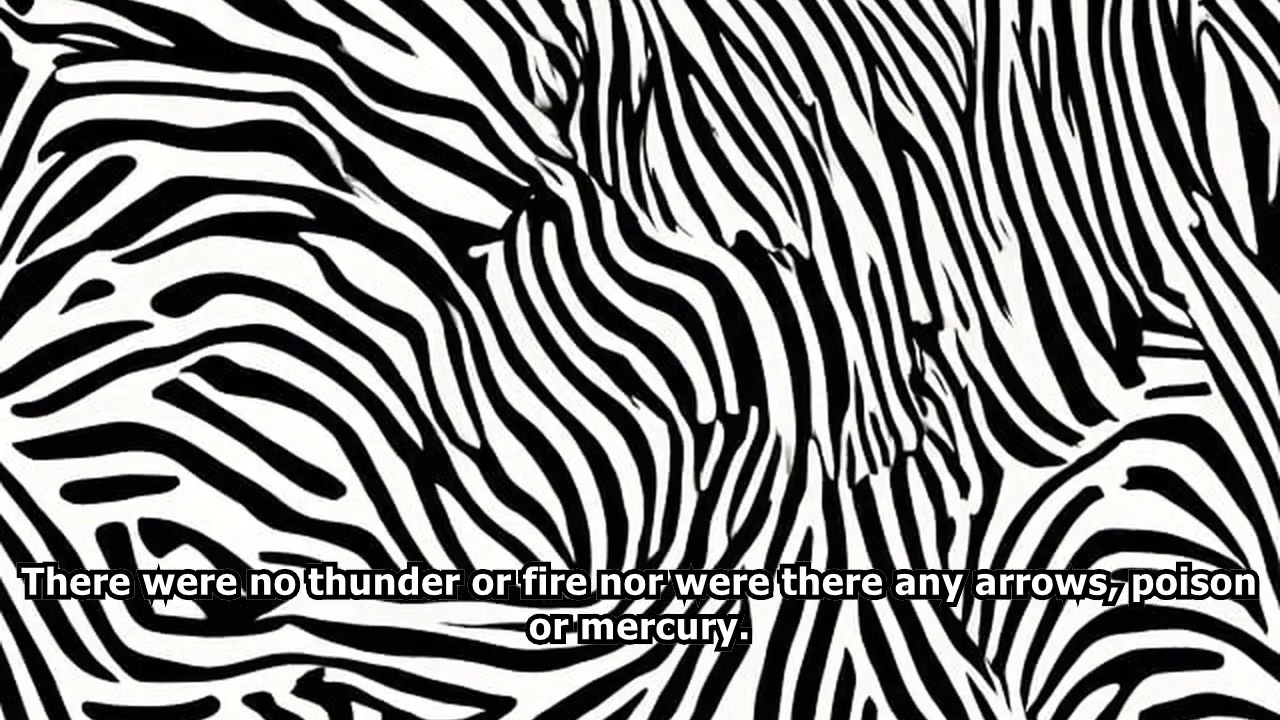 There were no thunder or fire nor were there any arrows, poison
or mercury.